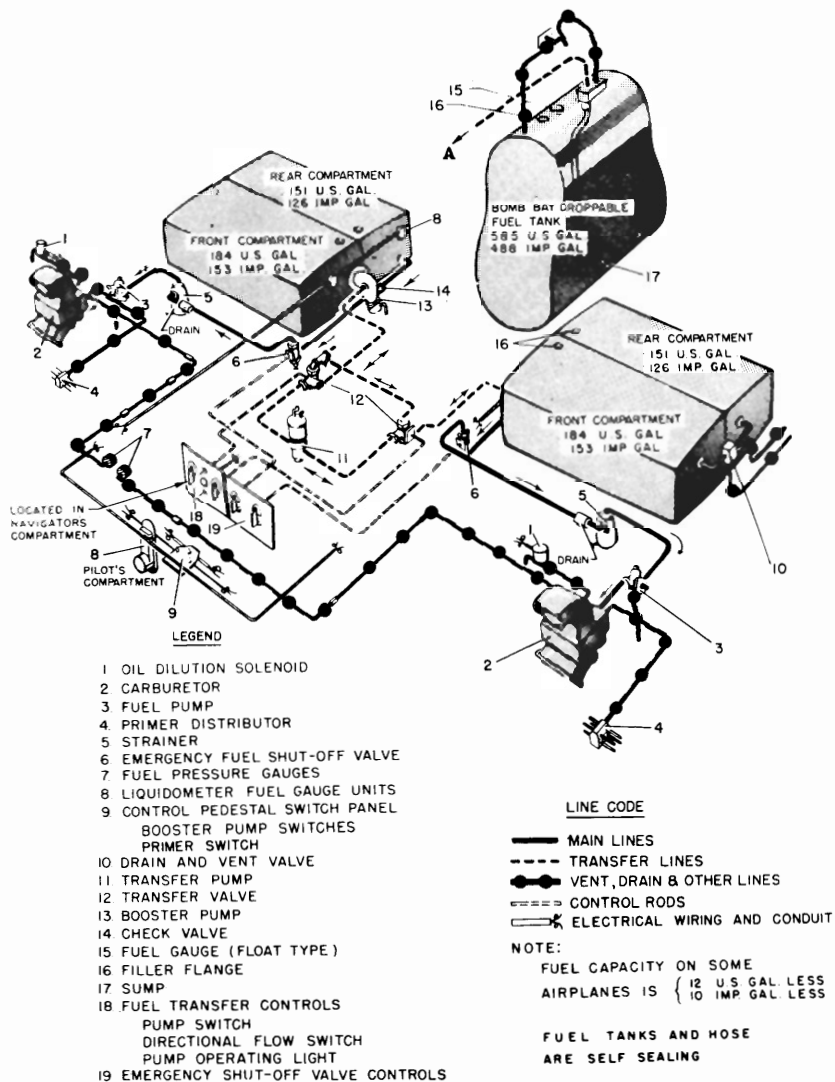 15
16
A
REAR COMPARTMENT
151 U.S. GAL.
126 IMP GAL
FRONT COMPARTMENT
184 U.S. GAL
153 IMP. GAL.
BOMB BAY DROPPABLE
FUEL TANK
585 U.S GAL
488 IMP. GAL
8
14
13
17
1
2
3
5
DRAIN
4
6
12
11
7
16
REAR COMPARTMENT
151 U.S. GAL
126 IMP. GAL
FRONT COMPARTMENT
184 U.S. GAL
153 IMP. GAL
6
LOCATED IN
NAVIGATORS
COMPARTMENT
18
19
8
PILOT'S
COMPARTMENT
9
5
1
DRAIN
10
2
3
4
LEGEND
1 OIL DILUTION SOLENOID
2 CARBURETOR
3 FUEL PUMP
4 PRIMER DISTRIBUTOR
5 STRAINER
6 EMERGENCY FUEL SHUT-OFF VALVE
7 FUEL PRESSURE GAUGES
8 LIQUIDOMETER FUEL GAUGE UNITS
9 CONTROL PEDESTAL SWITCH PANEL
BOOSTER PUMP SWITCHES
PRIMER SWITCH
10 DRAIN AND VENT VALVE
11 TRANSFER PUMP
12 TRANSFER VALVE
13 BOOSTER PUMP
14 CHECK VALVE
15 FUEL GAUGE (FLOAT TYPE)
16 FILLER FLANGE
17 SUMP
18 FUEL TRANSFER CONTROLS
PUMP SWITCH
DIRECTIONAL FLOW SWITCH
PUMP OPERATING LIGHT
19 EMERGENCY SHUT-OFF VALVE CONTROLS
LINE CODE
MAIN LINES
TRANSFER LINES
VENT, DRAIN & OTHER LINES
CONTROL RODS
ELECTRICAL WIRING AND CONDUIT
NOTE:
FUEL CAPACITY ON SOME
AIRPLANES IS { 12 U.S. GAL. LESS
10 IMP. GAL. LESS
FUEL TANKS AND HOSE
ARE SELF SEALING